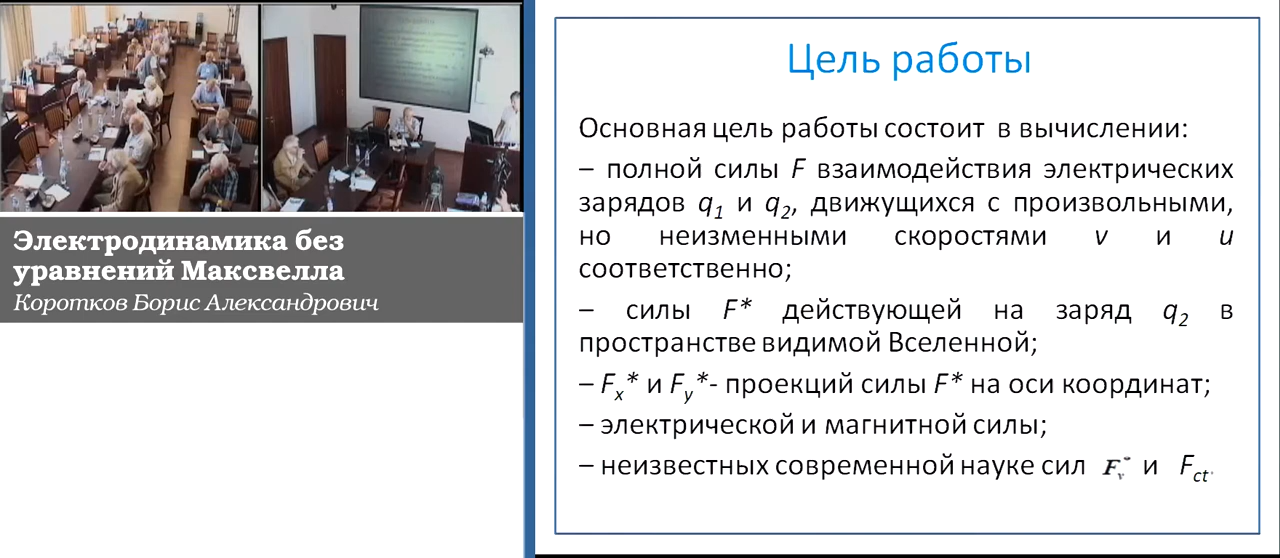 Электродинамика без
уравнений Максвелла
Коротков Борис Александрович
Цель работы
Основная цель работы состоит в вычислении:
– полной силы F взаимодействия электрических
зарядов q1 и q2, движущихся с произвольными,
но неизменными скоростями v и u
соответственно;
– силы F* действующей на заряд q2 в
пространстве видимой Вселенной;
– Fx* и Fy*- проекций силы F* на оси координат;
– электрической и магнитной силы;
– неизвестных современной науке сил Fv* и Fct.